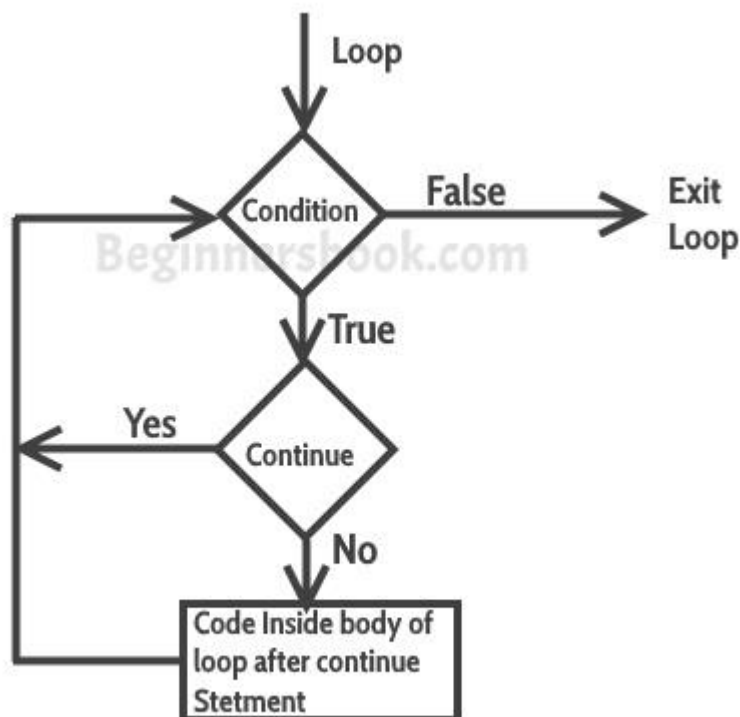 Loop
Condition
False
Exit
Loop
Beginnersbook.com
True
Yes
Continue
No
Code Inside body of
loop after continue
Stetment